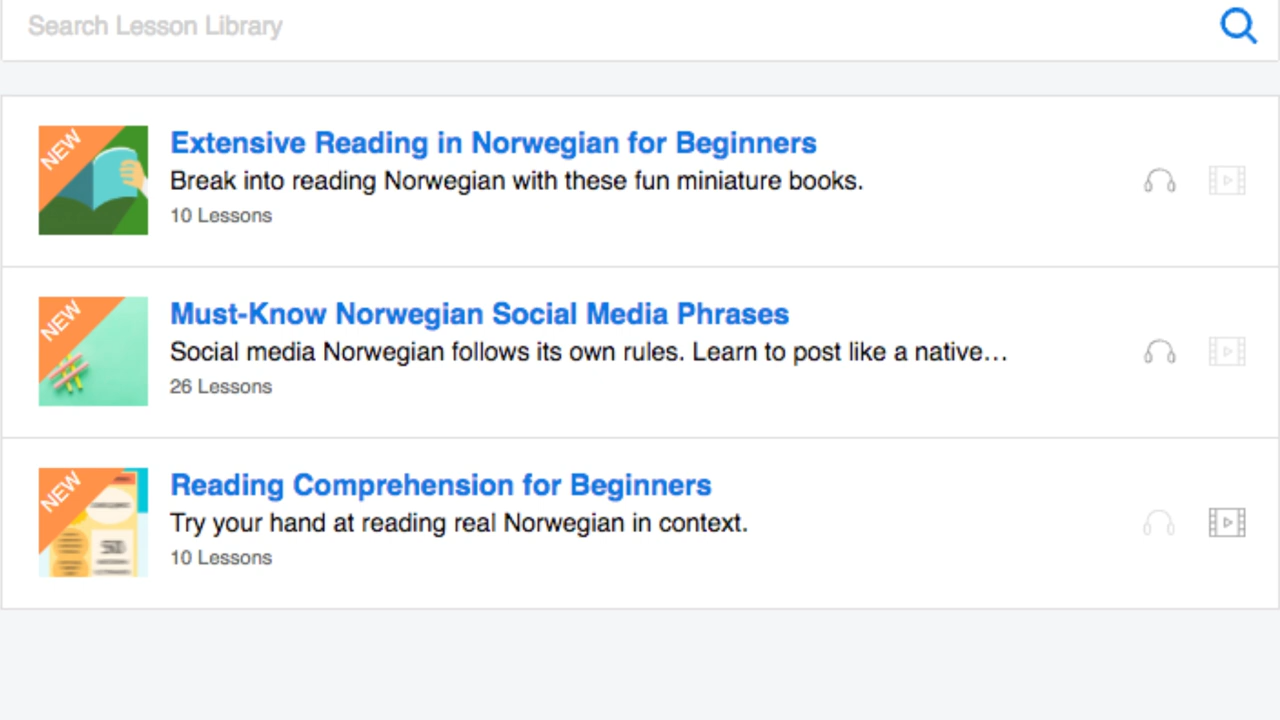 Search Lesson Library
NEW
Extensive Reading in Norwegian for Beginners
Break into reading Norwegian with these fun miniature books.
10 Lessons
NEW
Must-Know Norwegian Social Media Phrases
Social media Norwegian follows its own rules. Learn to post like a native…
26 Lessons
NEW
Reading Comprehension for Beginners
Try your hand at reading real Norwegian in context.
10 Lessons